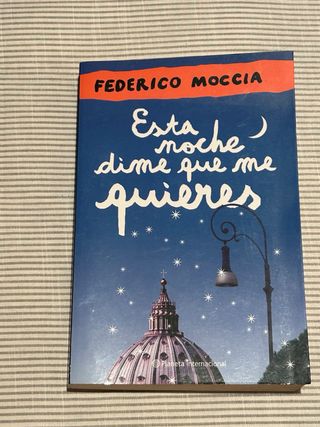 FEDERICO MOCCIA
Esta
noche
dime que me
quieres
Planeta Internacional